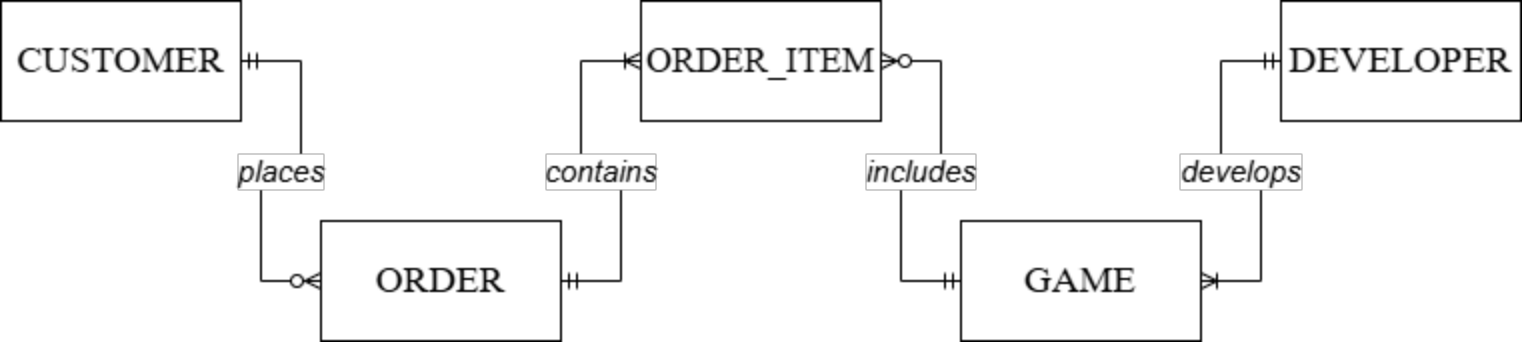 CUSTOMER
ORDER_ITEM
DEVELOPER
places
contains
includes
develops
ORDER
GAME